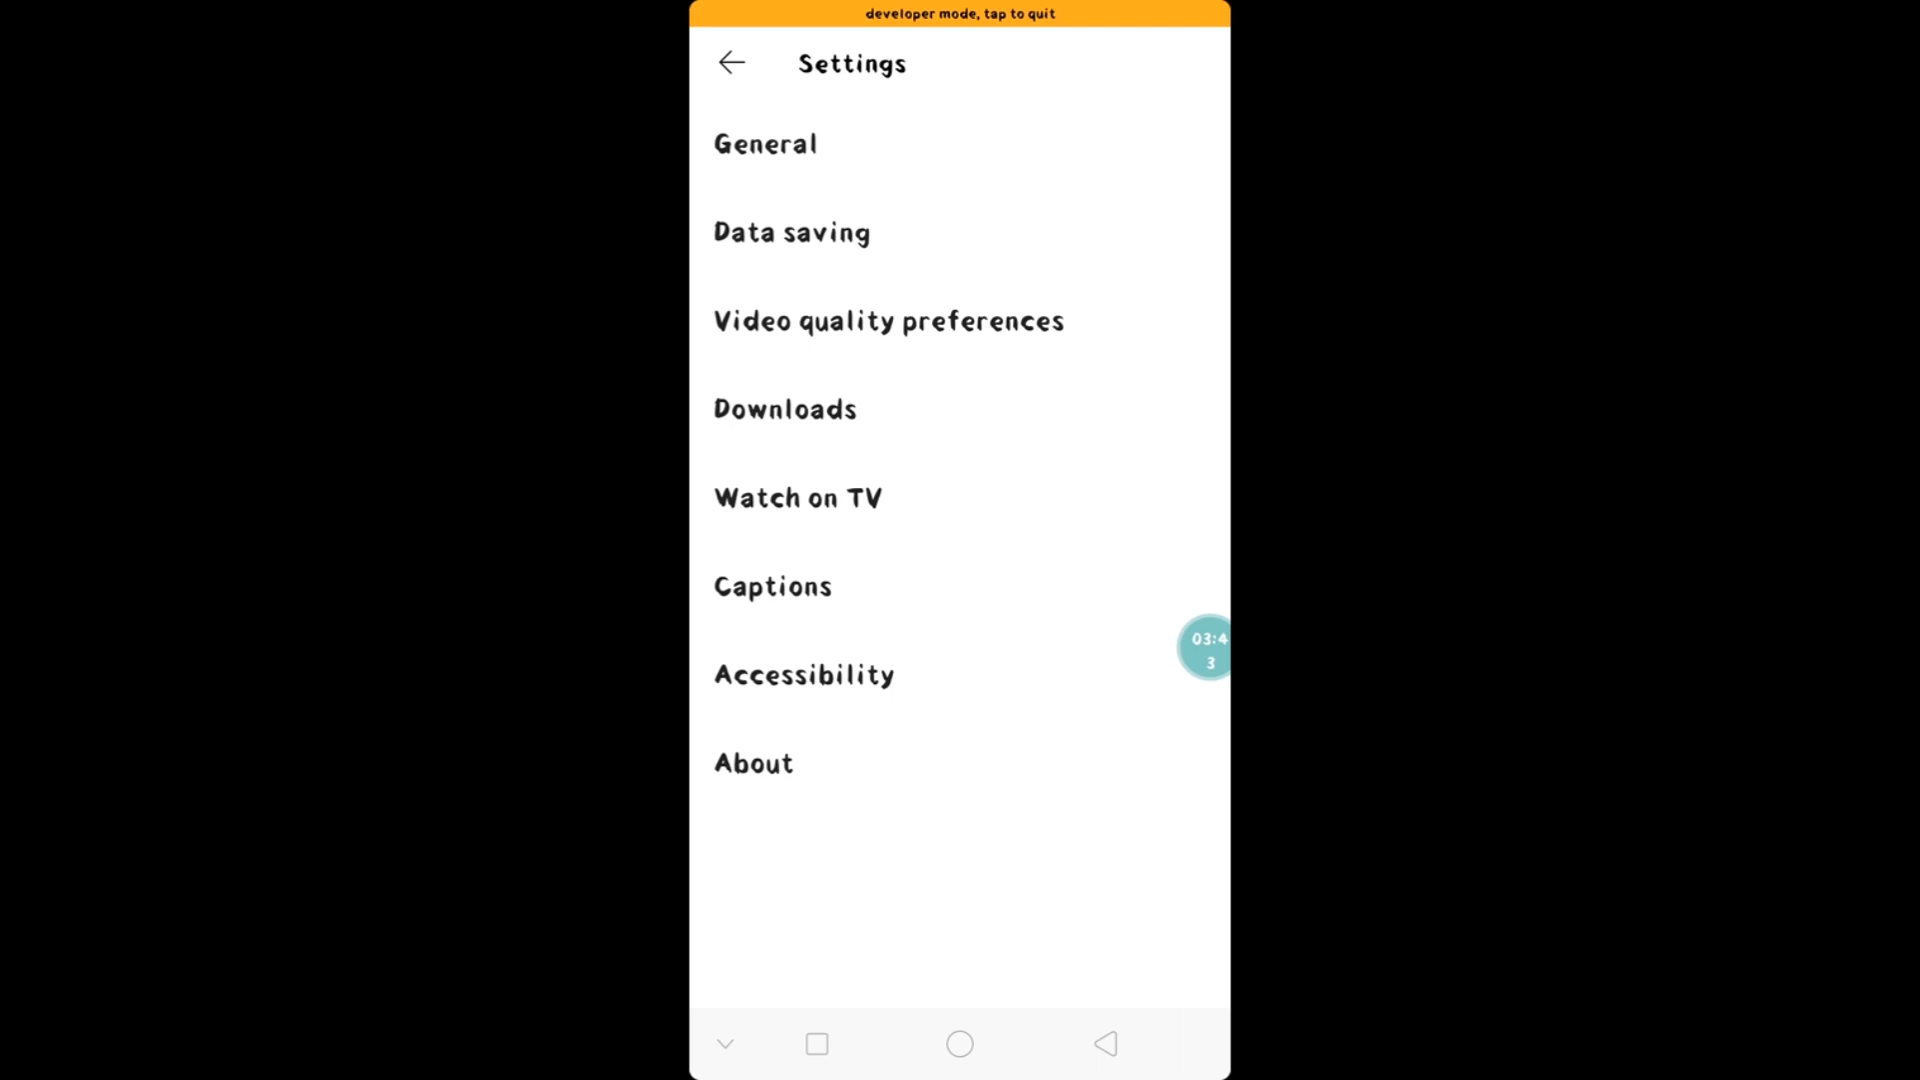 developer mode, tap to quit
Settings
General
Data saving
Video quality preferences
Downloads
Watch on TV
Captions
03:4
3
Accessibility
About